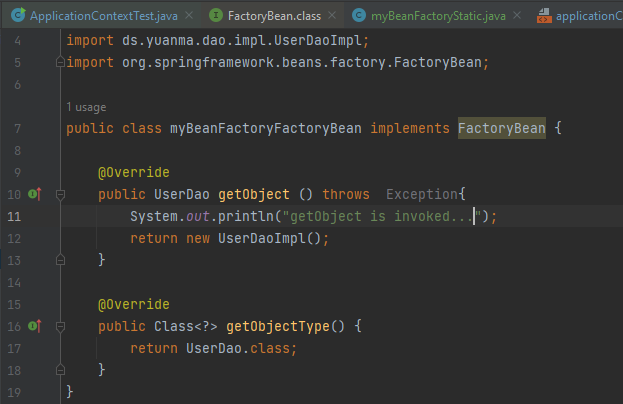 ApplicationContextTest.java FactoryBean.class myBeanFactoryStatic.java applicationC
4 import ds.yuanma.dao.impl.UserDaoImpl;
5 import org.springframework.beans.factory.FactoryBean;
6
1 usage
7 public class myBeanFactoryFactoryBean implements FactoryBean {
8
9 @Override
10 public UserDao getObject () throws Exception{
11 System.out.println("getObject is invoked...");
12 return new UserDaoImpl();
13 }
14
15 @Override
16 public Class<?> getObjectType() {
17 return UserDao.class;
18 }
19 }